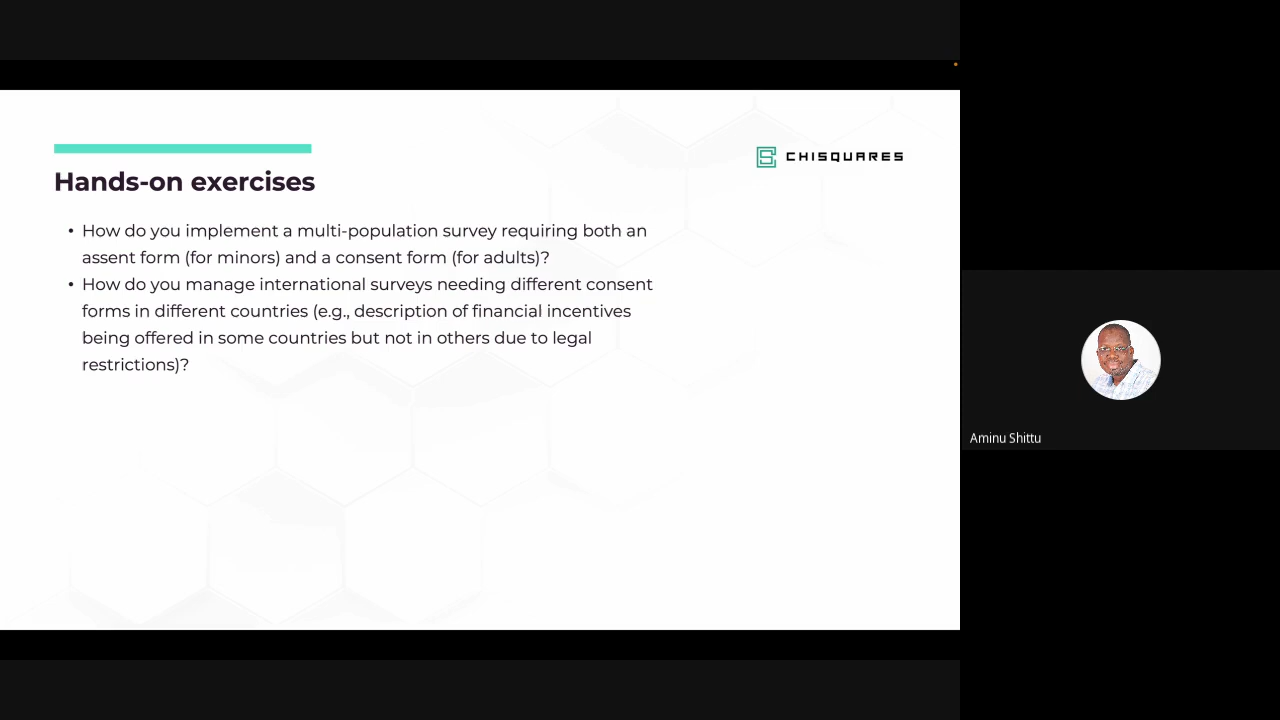 CHISQUARES
Hands-on exercises
• How do you implement a multi-population survey requiring both an
assent form (for minors) and a consent form (for adults)?
• How do you manage international surveys needing different consent
forms in different countries (e.g., description of financial incentives
being offered in some countries but not in others due to legal
restrictions)?
Aminu Shittu